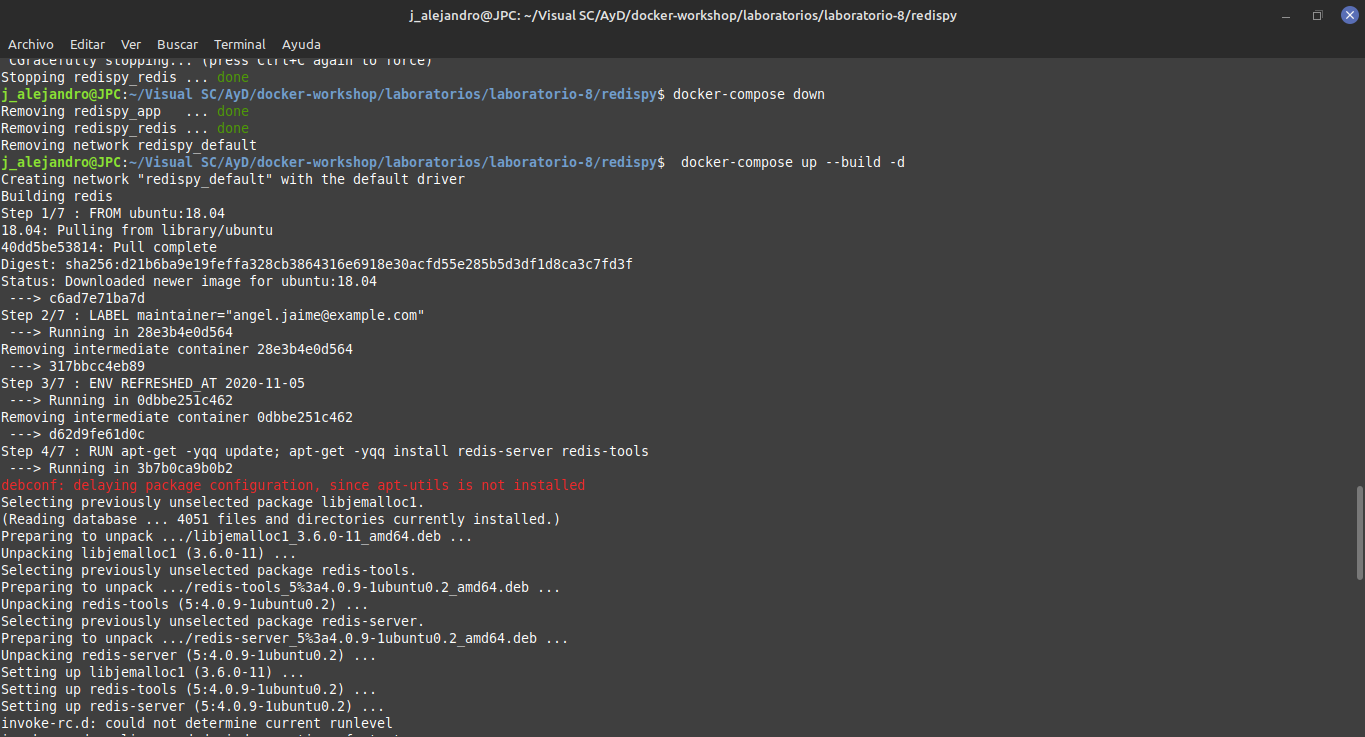 j_alejandro@JPC: ~/Visual SC/AyD/docker-workshop/laboratorios/laboratorio-8/redispy
Archivo Editar Ver Buscar Terminal Ayuda
CGracefully stopping... (press Ctrl+C again to force)
Stopping redispy_redis ... done
j_alejandro@JPC:~/Visual SC/AyD/docker-workshop/laboratorios/laboratorio-8/redispy$ docker-compose down
Removing redispy_app   ... done
Removing redispy_redis ... done
Removing network redispy_default
j_alejandro@JPC:~/Visual SC/AyD/docker-workshop/laboratorios/laboratorio-8/redispy$  docker-compose up --build -d
Creating network "redispy_default" with the default driver
Building redis
Step 1/7 : FROM ubuntu:18.04
18.04: Pulling from library/ubuntu
40dd5be53814: Pull complete
Digest: sha256:d21b6ba9e19feffa328cb3864316e6918e30acfd55e285b5d3df1d8ca3c7fd3f
Status: Downloaded newer image for ubuntu:18.04
 ---> c6ad7e71ba7d
Step 2/7 : LABEL maintainer="angel.jaime@example.com"
 ---> Running in 28e3b4e0d564
Removing intermediate container 28e3b4e0d564
 ---> 317bbcc4eb89
Step 3/7 : ENV REFRESHED_AT 2020-11-05
 ---> Running in 0dbbe251c462
Removing intermediate container 0dbbe251c462
 ---> d62d9fe61d0c
Step 4/7 : RUN apt-get -yqq update; apt-get -yqq install redis-server redis-tools
 ---> Running in 3b7b0ca9b0b2
debconf: delaying package configuration, since apt-utils is not installed
Selecting previously unselected package libjemalloc1.
(Reading database ... 4051 files and directories currently installed.)
Preparing to unpack .../libjemalloc1_3.6.0-11_amd64.deb ...
Unpacking libjemalloc1 (3.6.0-11) ...
Selecting previously unselected package redis-tools.
Preparing to unpack .../redis-tools_5%3a4.0.9-1ubuntu0.2_amd64.deb ...
Unpacking redis-tools (5:4.0.9-1ubuntu0.2) ...
Selecting previously unselected package redis-server.
Preparing to unpack .../redis-server_5%3a4.0.9-1ubuntu0.2_amd64.deb ...
Unpacking redis-server (5:4.0.9-1ubuntu0.2) ...
Setting up libjemalloc1 (3.6.0-11) ...
Setting up redis-tools (5:4.0.9-1ubuntu0.2) ...
Setting up redis-server (5:4.0.9-1ubuntu0.2) ...
invoke-rc.d: could not determine current runlevel